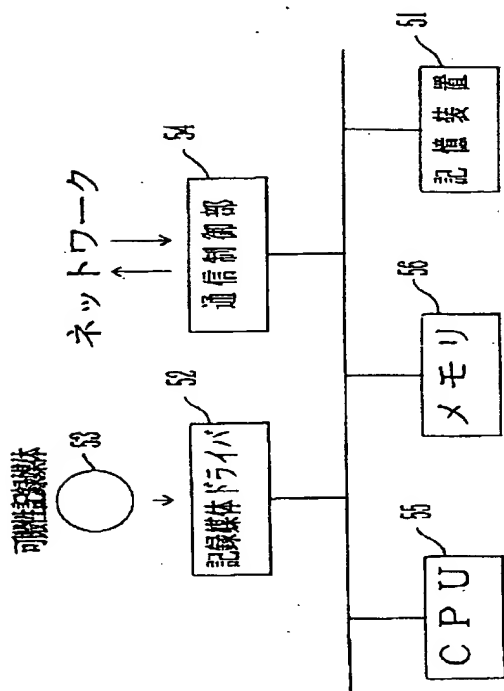 可搬性記録媒体
53
ネットワーク
52
記録媒体ドライバ
54
通信制御部
55
CPU
56
メモリ
51
記憶装置